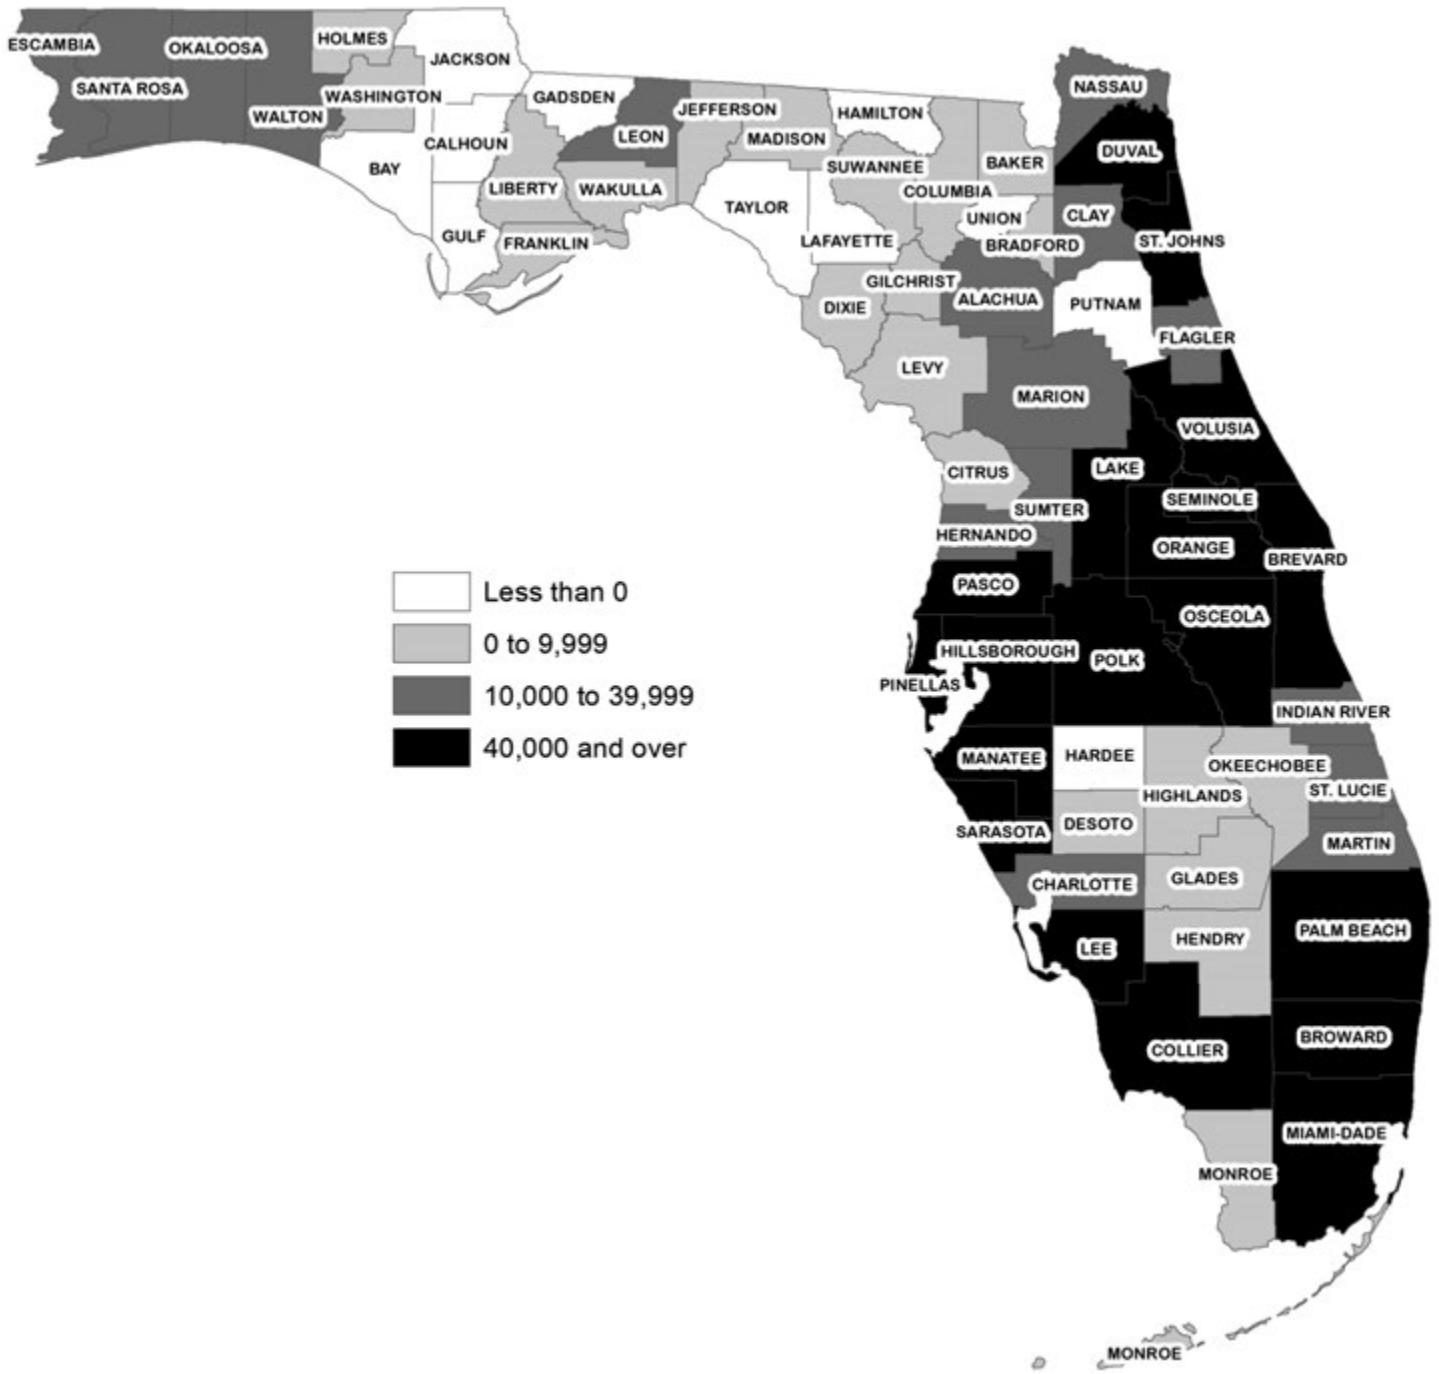 ESCAMBIA
OKALOOSA
HOLMES
JACKSON
SANTA ROSA
WALTON
WASHINGTON
BAY
CALHOUN
GULF
GADSDEN
LEON
LIBERTY
WAKULLA
FRANKLIN
JEFFERSON
MADISON
TAYLOR
HAMILTON
SUWANNEE
LAFAYETTE
COLUMBIA
BAKER
UNION
BRADFORD
NASSAU
DUVAL
CLAY
ST. JOHNS
GILCHRIST
DIXIE
ALACHUA
PUTNAM
FLAGLER
LEVY
MARION
VOLUSIA
CITRUS
LAKE
SUMTER
SEMINOLE
HERNANDO
ORANGE
BREVARD
PASCO
OSCEOLA
HILLSBOROUGH
POLK
PINELLAS
INDIAN RIVER
MANATEE
HARDEE
OKEECHOBEE
HIGHLANDS
ST. LUCIE
SARASOTA
DESOTO
MARTIN
CHARLOTTE
GLADES
LEE
HENDRY
PALM BEACH
COLLIER
BROWARD
MIAMI-DADE
MONROE
MONROE
Less than 0
0 to 9,999
10,000 to 39,999
40,000 and over